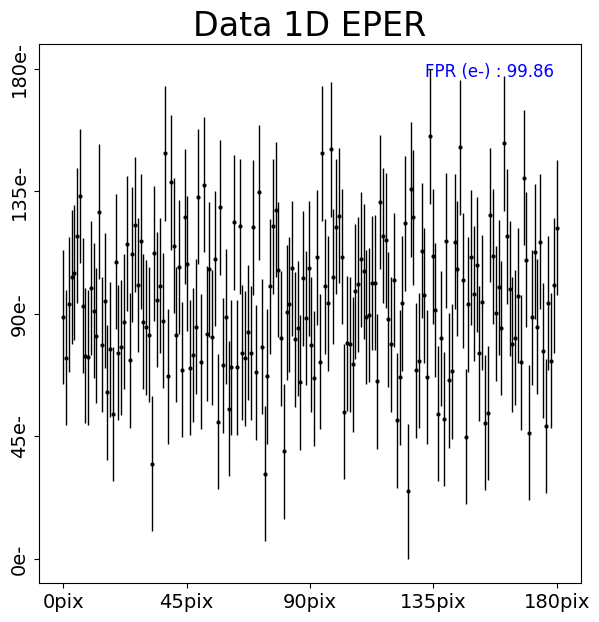 Data 1D EPER
FPR (e-) : 99.86
180e-
135e-
90e-
45e-
0e-
0pix 45pix 90pix 135pix 180pix